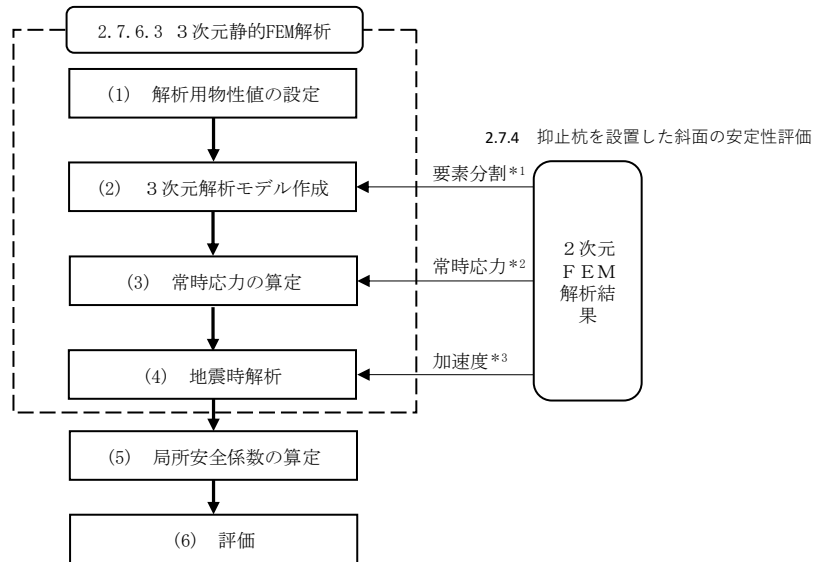 2.7.6.3 ３次元静的FEM解析
(1) 解析用物性値の設定
2.7.4 抑止杭を設置した斜面の安定性評価
(2) ３次元解析モデル作成
要素分割*1
(3) 常時応力の算定
常時応力*2
(4) 地震時解析
加速度*3
２次元
ＦＥＭ
解析結
果
(5) 局所安全係数の算定
(6) 評価